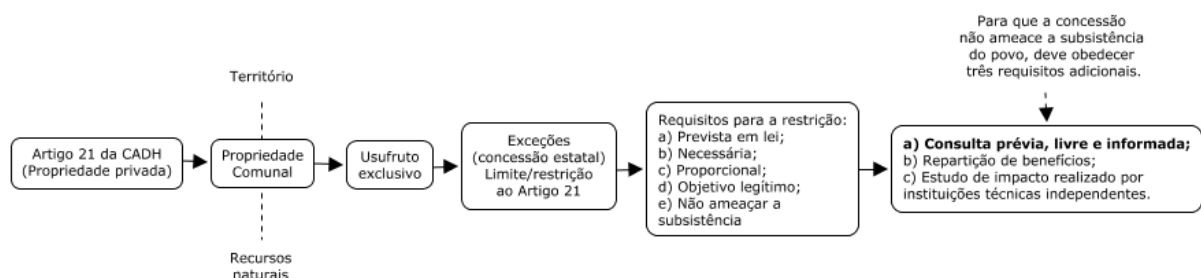 Para que a concessão
não ameace a subsistência
do povo, deve obedecer
três requisitos adicionais.
Território
Artigo 21 da CADH
(Propriedade privada)
Propriedade
Comunal
Usufruto
exclusivo
Exceções
(concessão estatal)
Limite/restrição
ao Artigo 21
Requisitos para a restrição:
a) Prevista em lei;
b) Necessária;
c) Proporcional;
d) Objetivo legítimo;
e) Não ameaçar a
subsistência
a) Consulta prévia, livre e informada;
b) Repartição de benefícios;
c) Estudo de impacto realizado por
instituições técnicas independentes.
Recursos
naturais